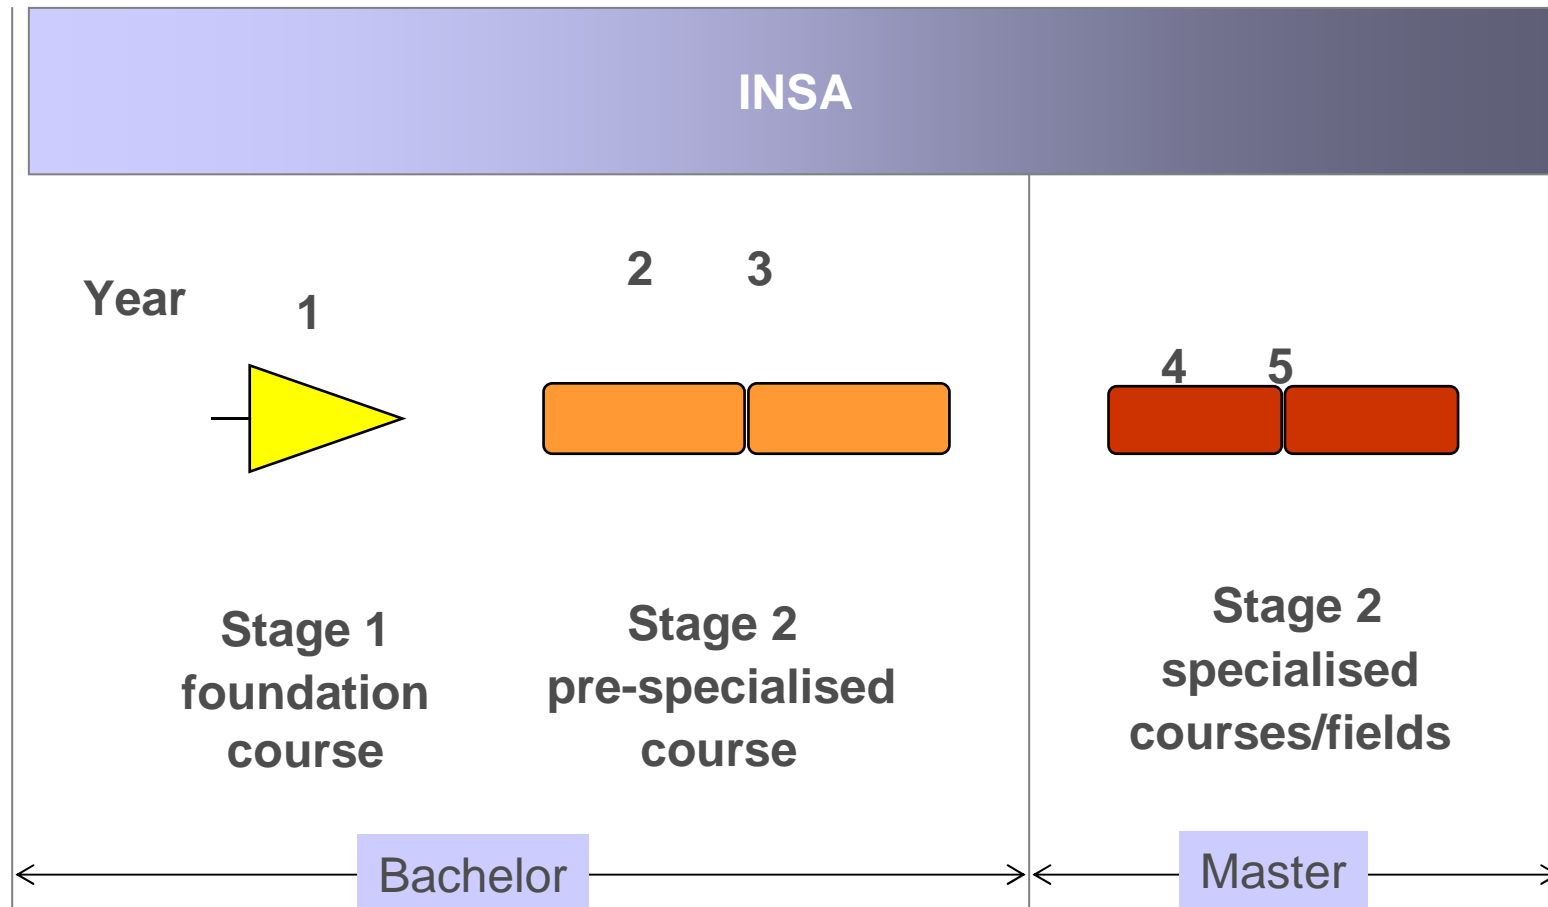 INSA
Year
1
2 3
4 5
Stage 1
foundation
course
Stage 2
pre-specialised
course
Stage 2
specialised
courses/fields
Bachelor
Master